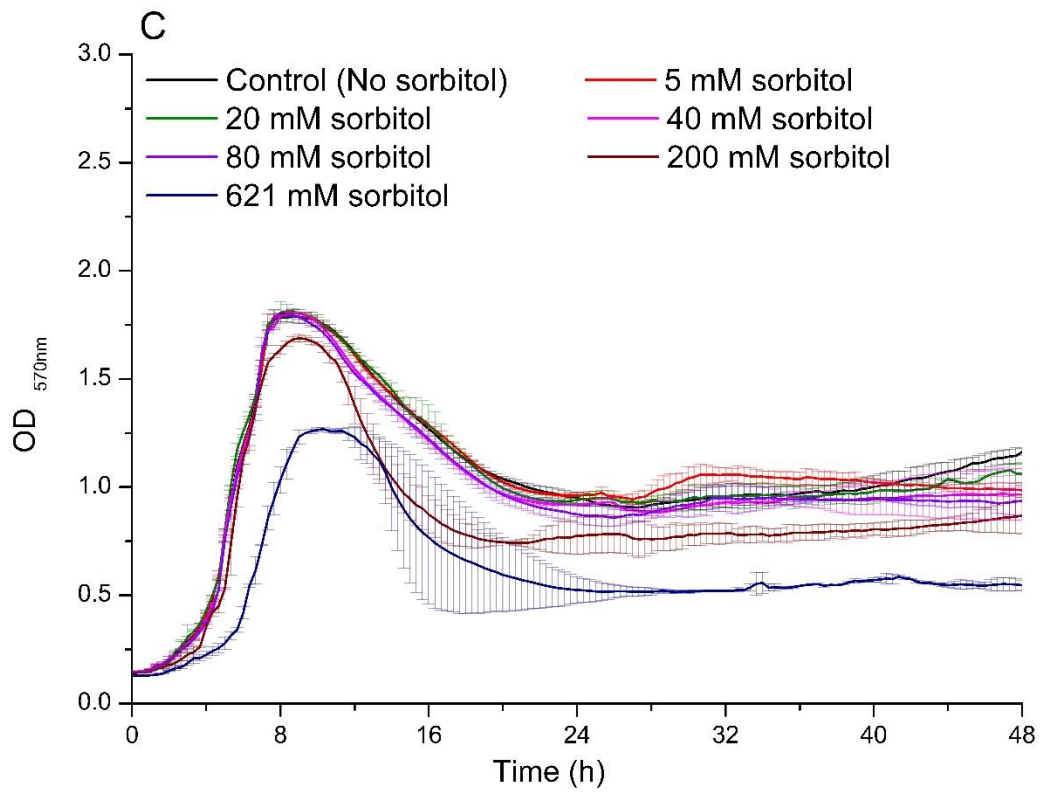 C
3.0
Control (No sorbitol) 5 mM sorbitol
20 mM sorbitol 40 mM sorbitol
80 mM sorbitol 200 mM sorbitol
621 mM sorbitol
2.5
2.0
1.5
1.0
0.5
0.0
OD 570nm
0 8 16 24 32 40 48
Time (h)